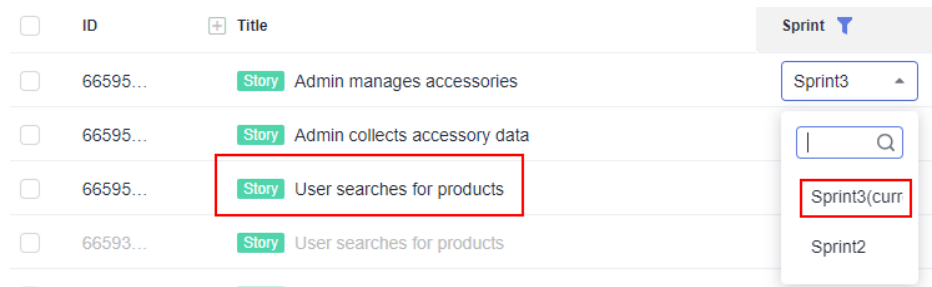 ID Title Sprint
66595... Story Admin manages accessories Sprint3
66595... Story Admin collects accessory data
66595... Story User searches for products Sprint3(curr
66593... Story User searches for products Sprint2